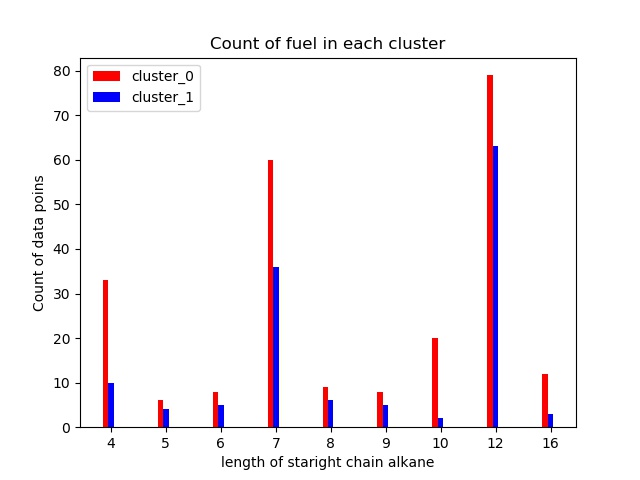 Count of fuel in each cluster
cluster_0
cluster_1
80
70
60
50
40
30
20
10
0
Count of data poins
4 5 6 7 8 9 10 12 16
length of staright chain alkane